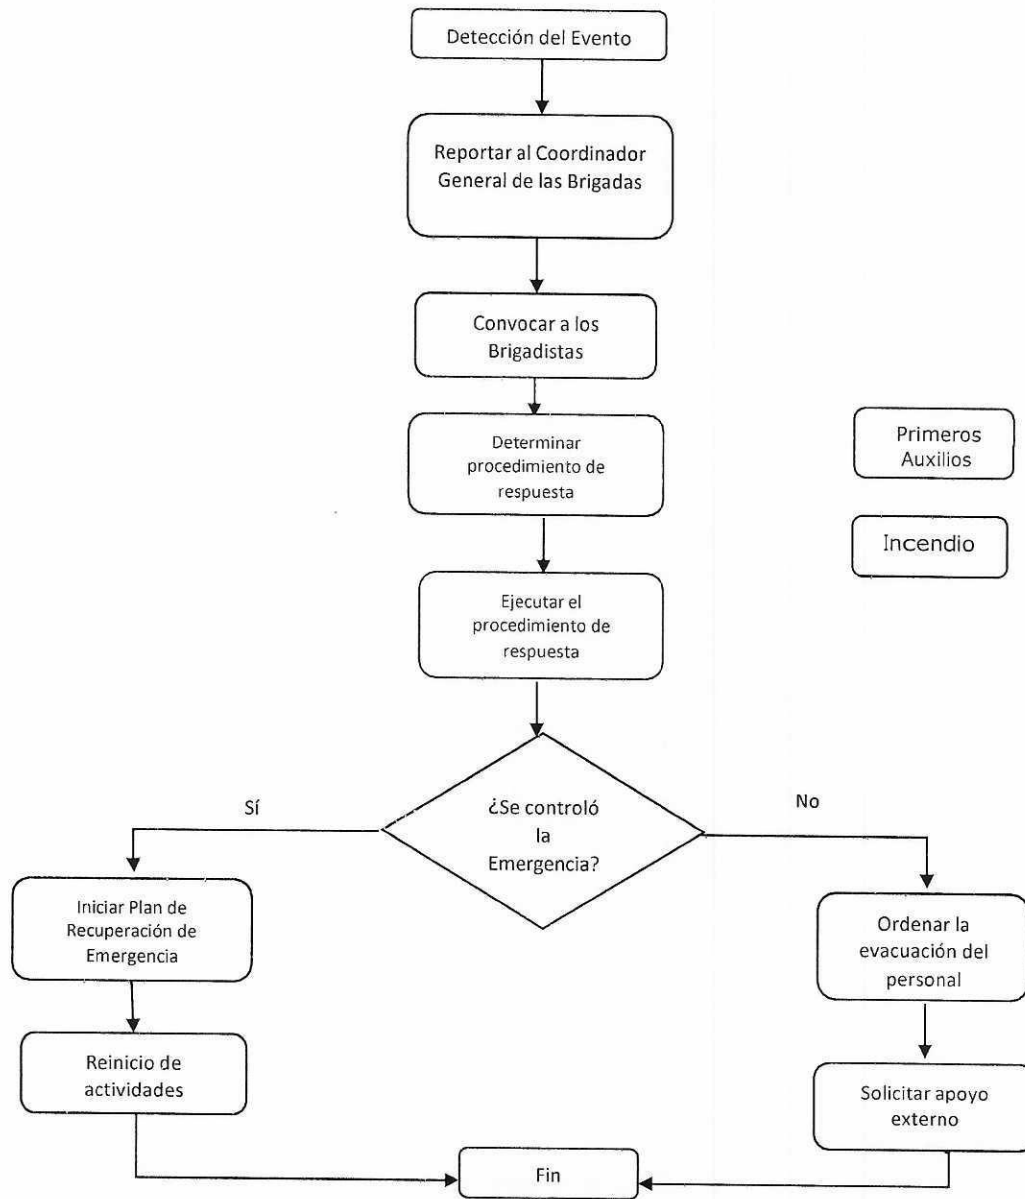 Detección del Evento
Reportar al Coordinador
General de las Brigadas
Convocar a los
Brigadistas
Determinar
procedimiento de
respuesta
Primeros
Auxilios
Incendio
Ejecutar el
procedimiento de
respuesta
¿Se controló
la
Emergencia?
Sí
No
Iniciar Plan de
Recuperación de
Emergencia
Ordenar la
evacuación del
personal
Reinicio de
actividades
Solicitar apoyo
externo
Fin